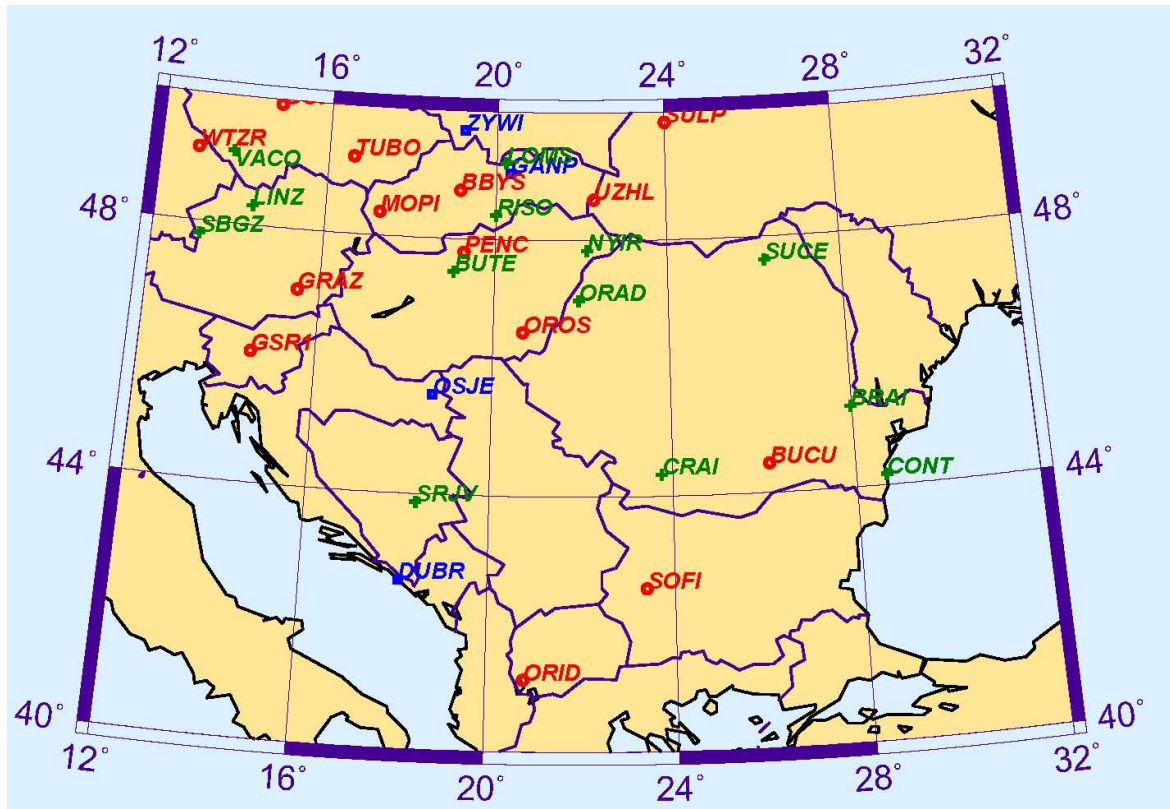 12° 16° 20° 24° 28° 32°
ZYWI
SULP
WTZR
VACO
TUBO
LOMS
GANP
BBYS
UZHL
LINZ
MOPI
RISO
48° 48°
SBGZ
PENC
NYIR
SUCE
BUTE
GRAZ
ORAD
OROS
GSR1
OSJE
BRAI
44° 44°
CRAI
BUCU
CONT
SRJV
DUBR
SOFI
ORID
40° 40°
12° 16° 20° 24° 28° 32°